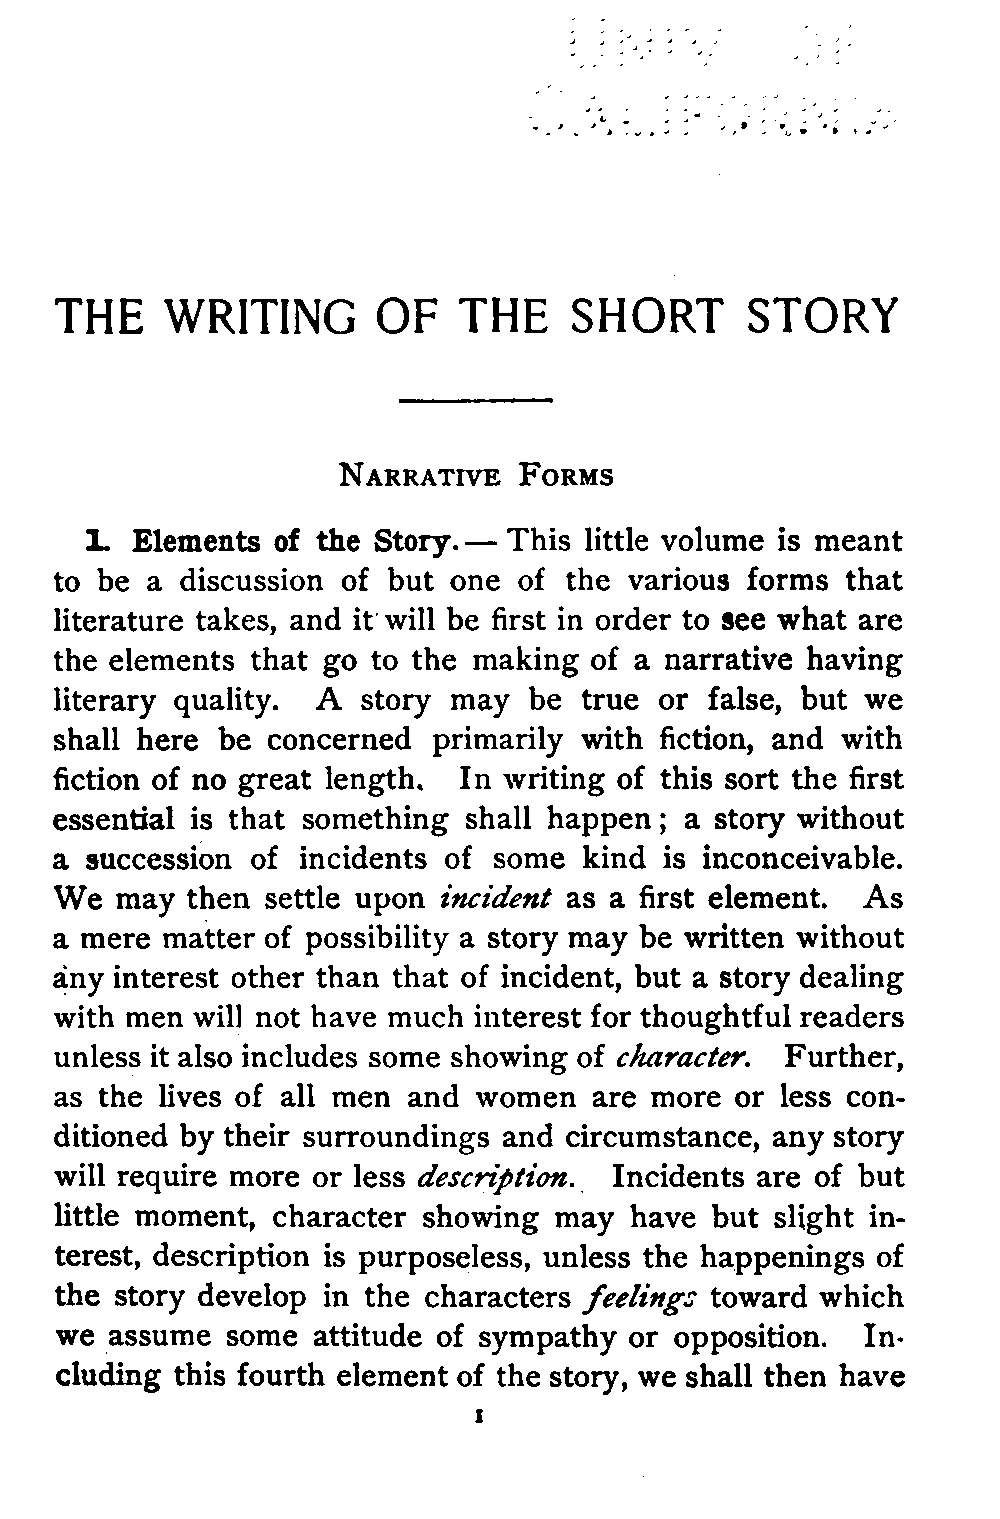 UNIV OF
CALIFORNIA
THE WRITING OF THE SHORT STORY
NARRATIVE FORMS
1. Elements of the Story.— This little volume is meant
to be a discussion of but one of the various forms that
literature takes, and it will be first in order to see what are
the elements that go to the making of a narrative having
literary quality. A story may be true or false, but we
shall here be concerned primarily with fiction, and with
fiction of no great length. In writing of this sort the first
essential is that something shall happen; a story without
a succession of incidents of some kind is inconceivable.
We may then settle upon incident as a first element. As
a mere matter of possibility a story may be written without
any interest other than that of incident, but a story dealing
with men will not have much interest for thoughtful readers
unless it also includes some showing of character. Further,
as the lives of all men and women are more or less con-
ditioned by their surroundings and circumstance, any story
will require more or less description. Incidents are of but
little moment, character showing may have but slight in-
terest, description is purposeless, unless the happenings of
the story develop in the characters feelings toward which
we assume some attitude of sympathy or opposition. In-
cluding this fourth element of the story, we shall then have
1